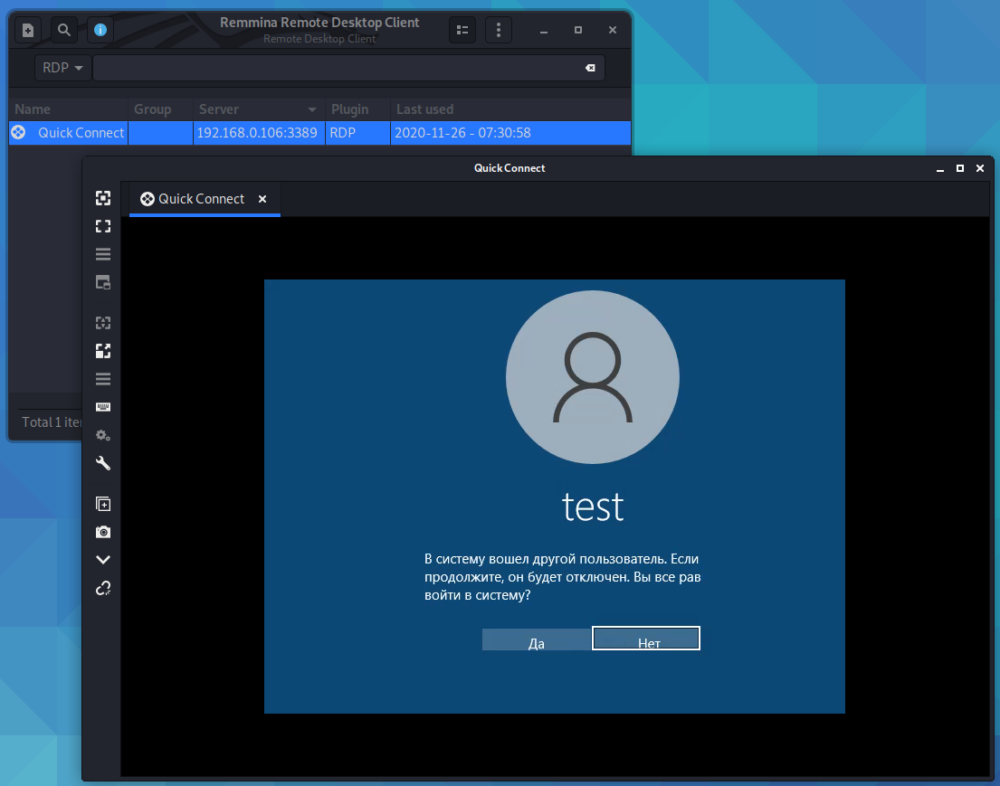 Remmina Remote Desktop Client
Remote Desktop Client
RDP
Name Group Server Plugin Last used
Quick Connect 192.168.0.106:3389 RDP 2020-11-26 - 07:30:58
Quick Connect
Quick Connect
test
В систему вошел другой пользователь. Если
продолжите, он будет отключен. Вы все рав
войти в систему?
Да Нет
Total 1 iter